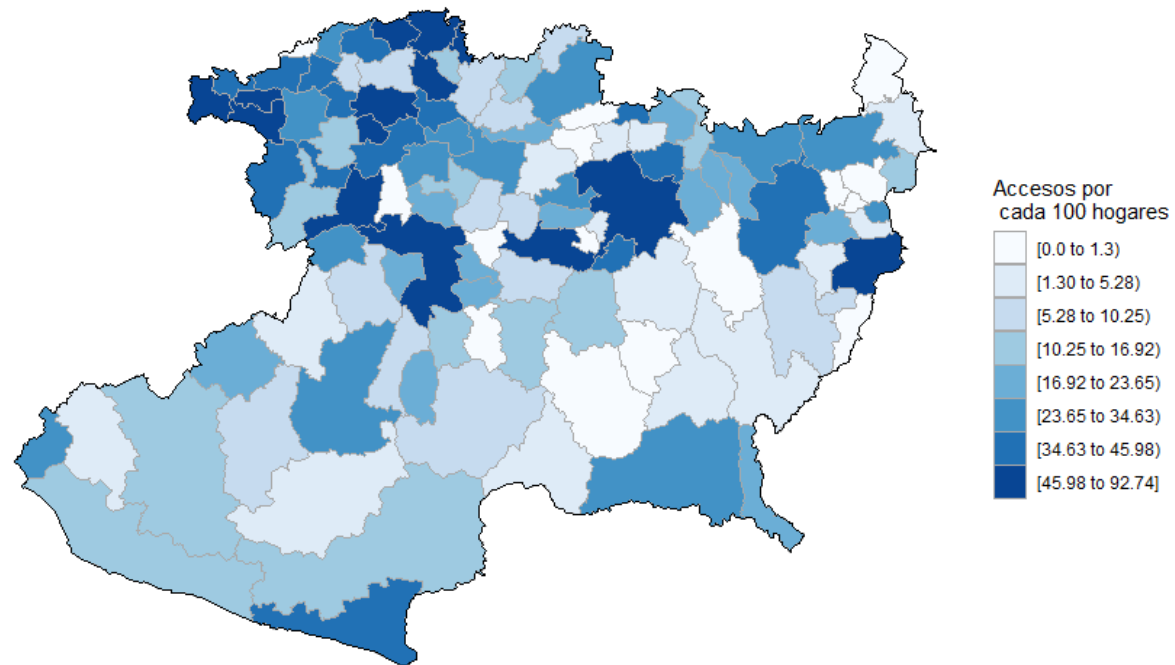 Accesos por
cada 100 hogares
[0.0 to 1.3)
[1.30 to 5.28)
[5.28 to 10.25)
[10.25 to 16.92)
[16.92 to 23.65)
[23.65 to 34.63)
[34.63 to 45.98)
[45.98 to 92.74]